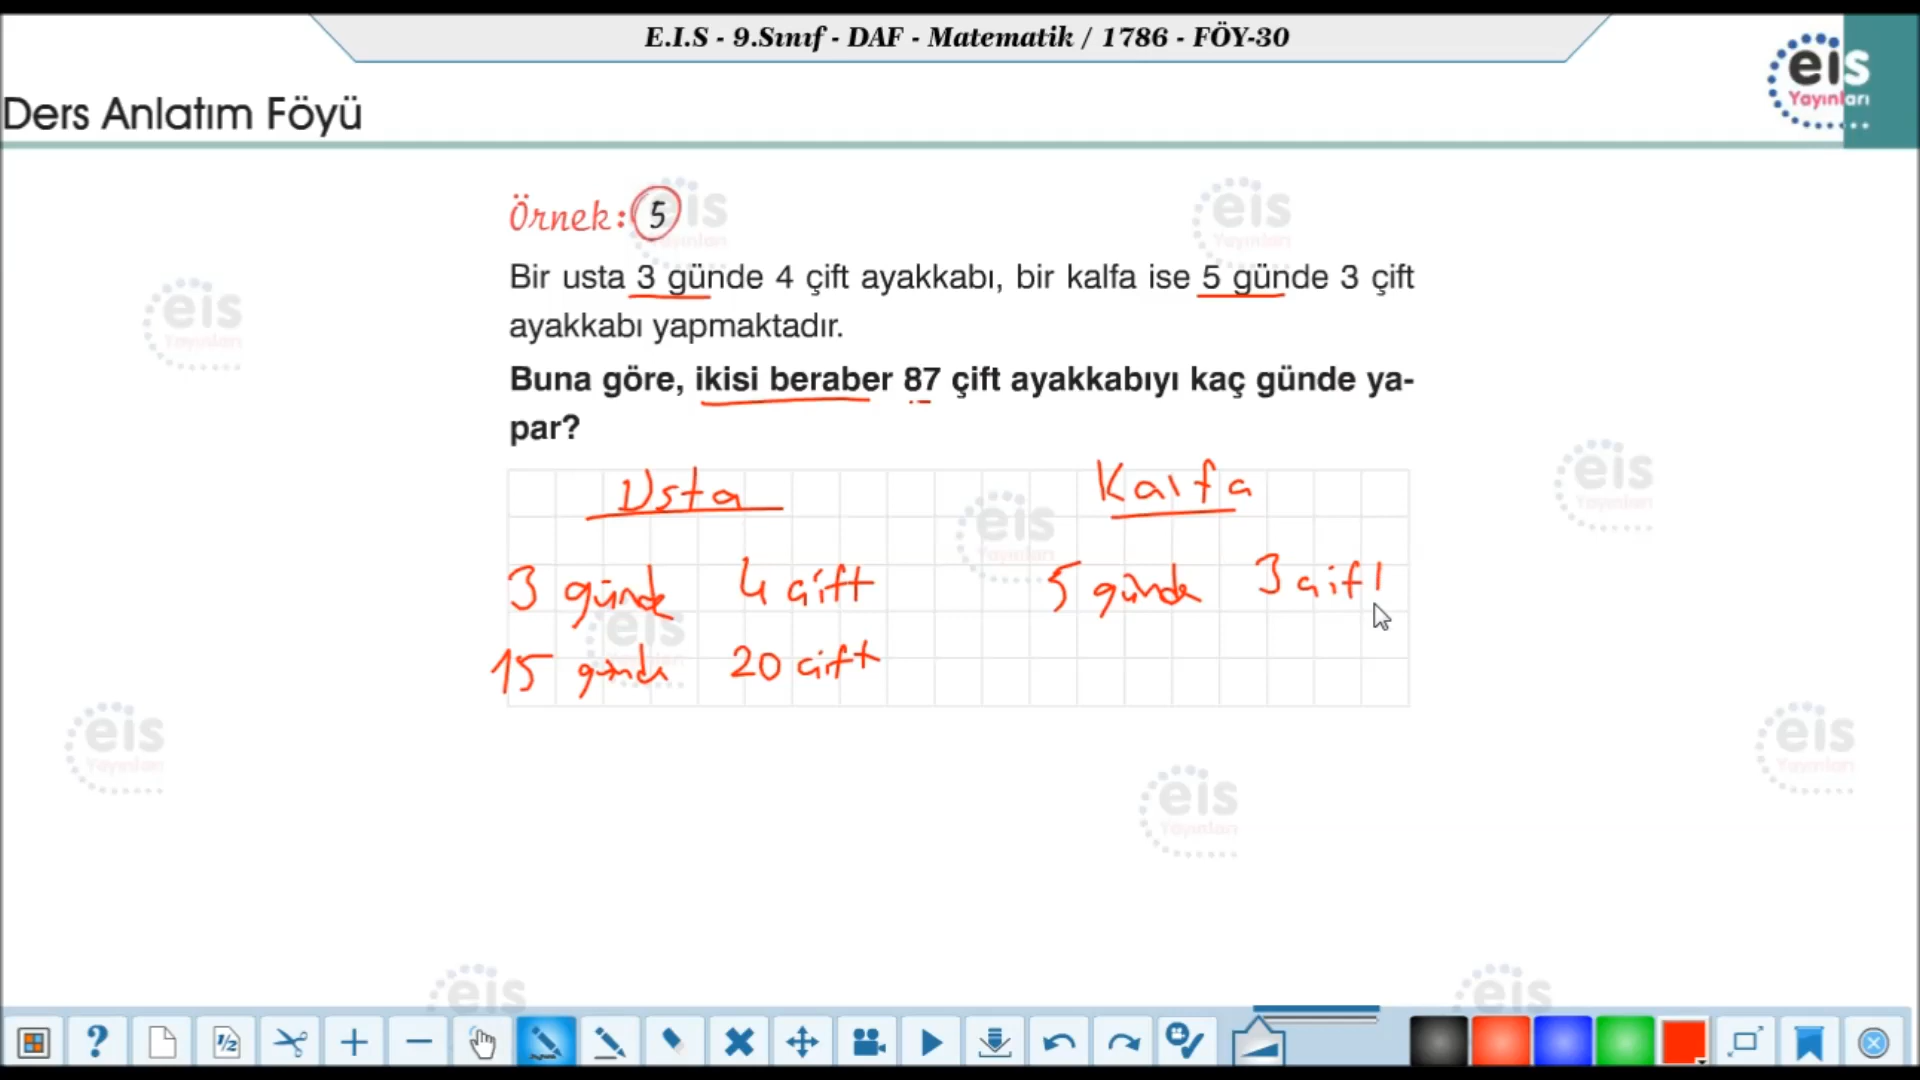 E.I.S - 9.Sınıf - DAF - Matematik / 1786 - FÖY-30
eis
Yayınları
Ders Anlatım Föyü
Örnek: 5
Bir usta 3 günde 4 çift ayakkabı, bir kalfa ise 5 günde 3 çift
ayakkabı yapmaktadır.
Buna göre, ikisi beraber 87 çift ayakkabıyı kaç günde ya-
par?
Usta Kalfa
3 günde 4 çift 5 günde 3 çift
15 günde 20 çift